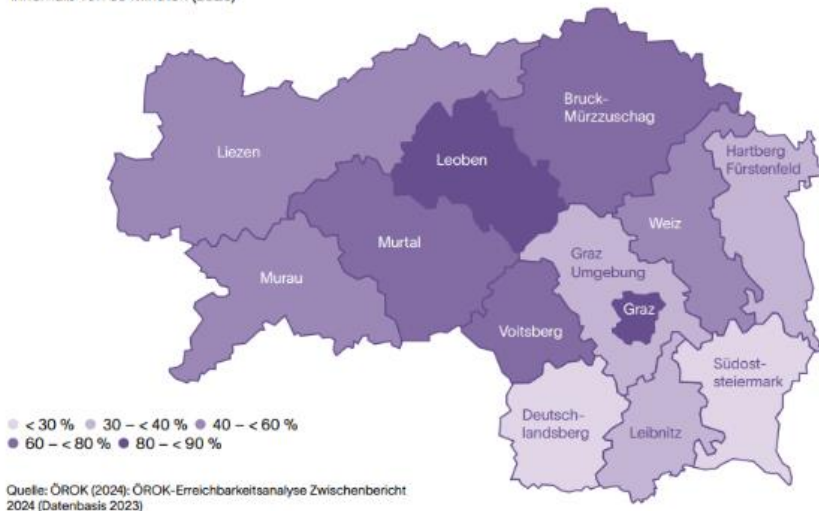 Bruck-
Mürzzuschag
Liezen
Leoben
Hartberg
Fürstenfeld
Weiz
Murtal
Graz
Umgebung
Murau
Graz
Voitsberg
Südost-
steiermark
Deutsch-
landsberg
Leibnitz
< 30 % 30 – < 40 % 40 – < 60 %
60 – < 80 % 80 – < 90 %
Quelle: ÖROK (2024): ÖROK-Erreichbarkeitsanalyse Zwischenbericht
2024 (Datenbasis 2023)